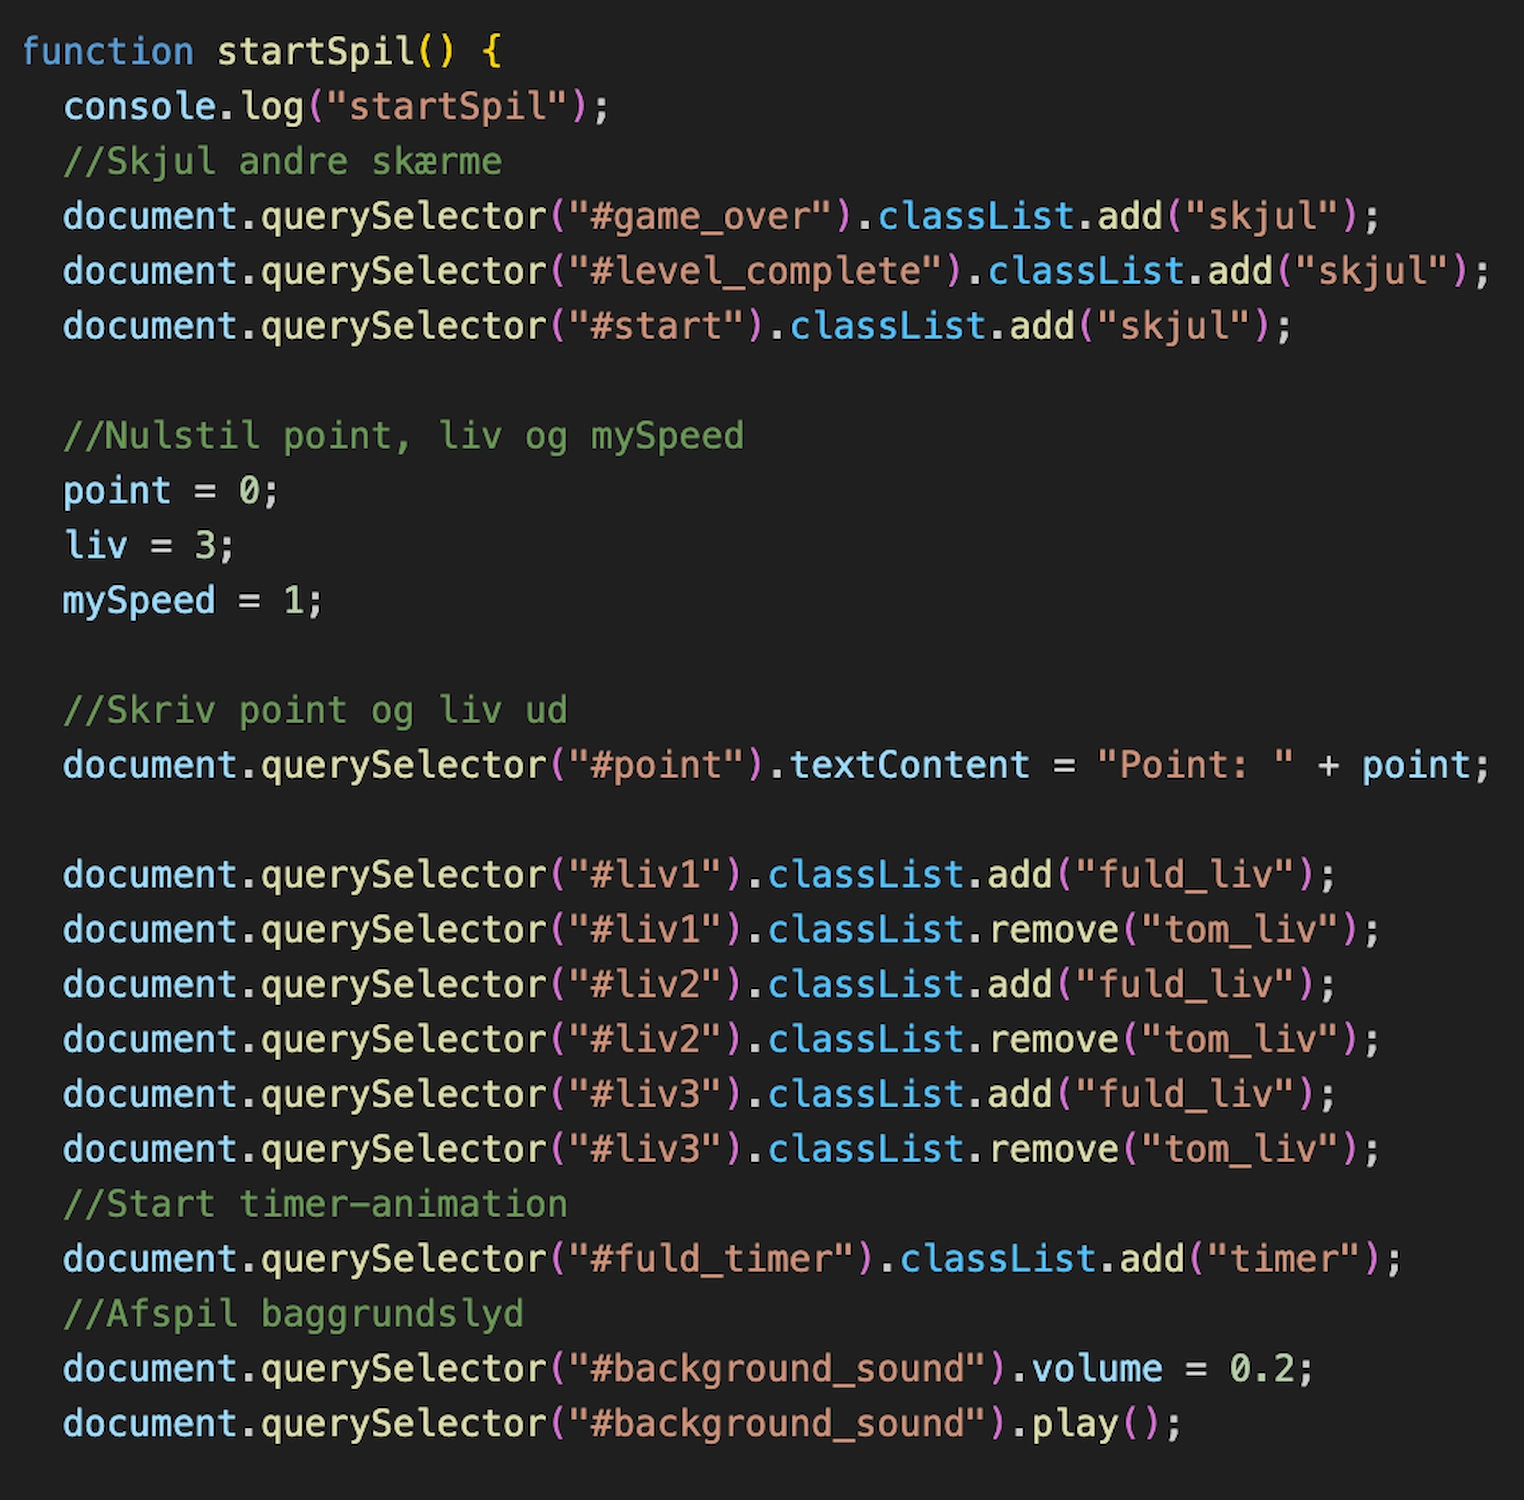 function startSpil() {
  console.log("startSpil");
  //Skjul andre skærme
  document.querySelector("#game_over").classList.add("skjul");
  document.querySelector("#level_complete").classList.add("skjul");
  document.querySelector("#start").classList.add("skjul");

  //Nulstil point, liv og mySpeed
  point = 0;
  liv = 3;
  mySpeed = 1;

  //Skriv point og liv ud
  document.querySelector("#point").textContent = "Point: " + point;

  document.querySelector("#liv1").classList.add("fuld_liv");
  document.querySelector("#liv1").classList.remove("tom_liv");
  document.querySelector("#liv2").classList.add("fuld_liv");
  document.querySelector("#liv2").classList.remove("tom_liv");
  document.querySelector("#liv3").classList.add("fuld_liv");
  document.querySelector("#liv3").classList.remove("tom_liv");
  //Start timer-animation
  document.querySelector("#fuld_timer").classList.add("timer");
  //Afspil baggrundslyd
  document.querySelector("#background_sound").volume = 0.2;
  document.querySelector("#background_sound").play();